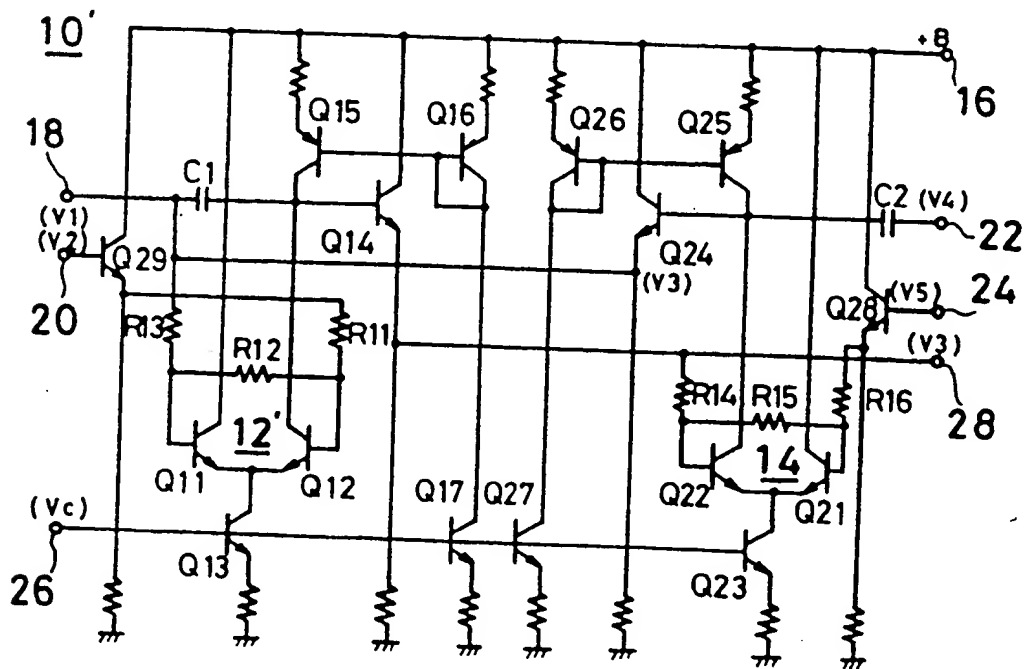 10'
+B
16
Q15
Q16
Q26
Q25
18
C1
C2
(V4)
(V1)
22
(V2)
Q14
Q24
Q29
(V3)
Q28
(V5)
24
20
R13
R11
(V3)
R12
R14
R15
R16
28
12'
14
Q11
Q12
Q17
Q27
Q22
Q21
(Vc)
26
Q13
Q23